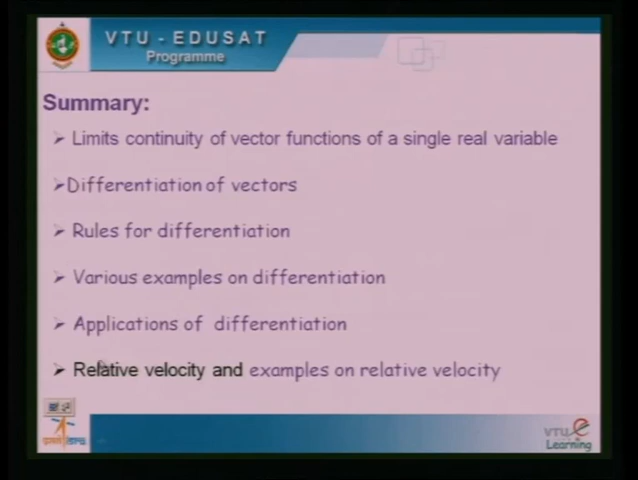 VTU - EDUSAT
Programme
Summary:
➢ Limits continuity of vector functions of a single real variable
➢Differentiation of vectors
➢ Rules for differentiation
➢ Various examples on differentiation
➢ Applications of differentiation
➢ Relative velocity and examples on relative velocity
VTU e
Learning